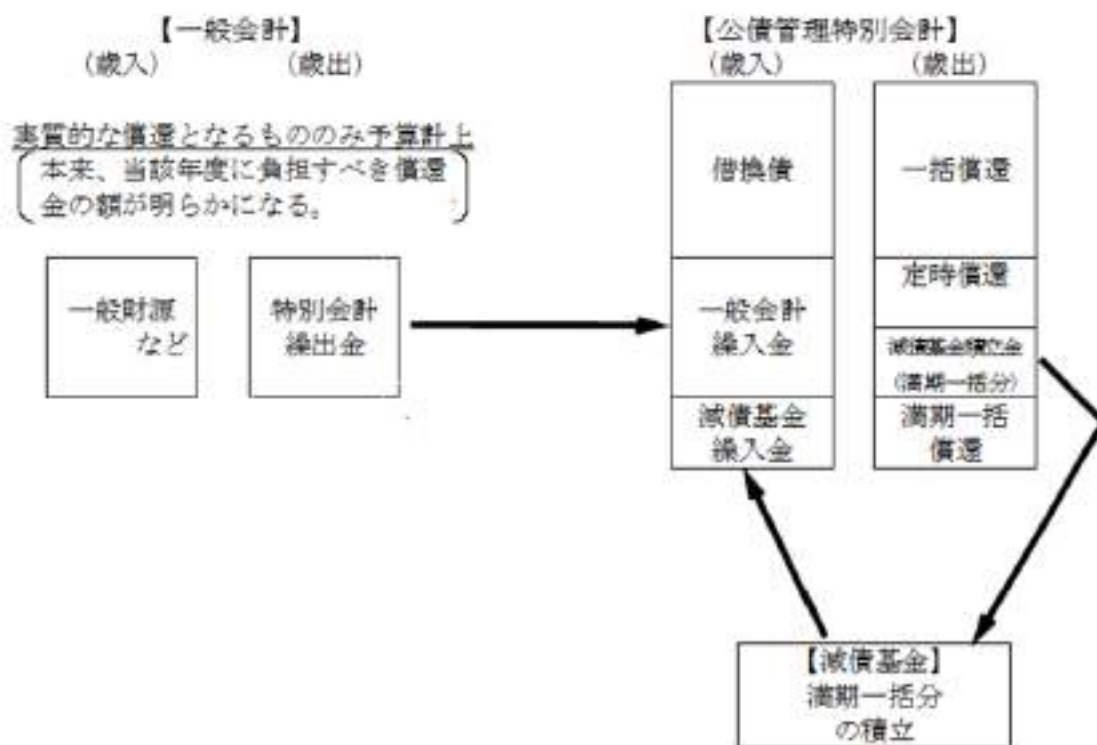 【一般会計】
(歳入)
(歳出)
実質的な償還となるもののみ予算計上
本来、当該年度に負担すべき償還
金の額が明らかになる。
一般財源
など
特別会計
繰出金
【公債管理特別会計】
(歳入)
(歳出)
借換債
一般会計
繰入金
減債基金
繰入金
一括償還
定時償還
減債基金積立金
(満期一括分)
満期一括
償還
【減債基金】
満期一括分
の積立